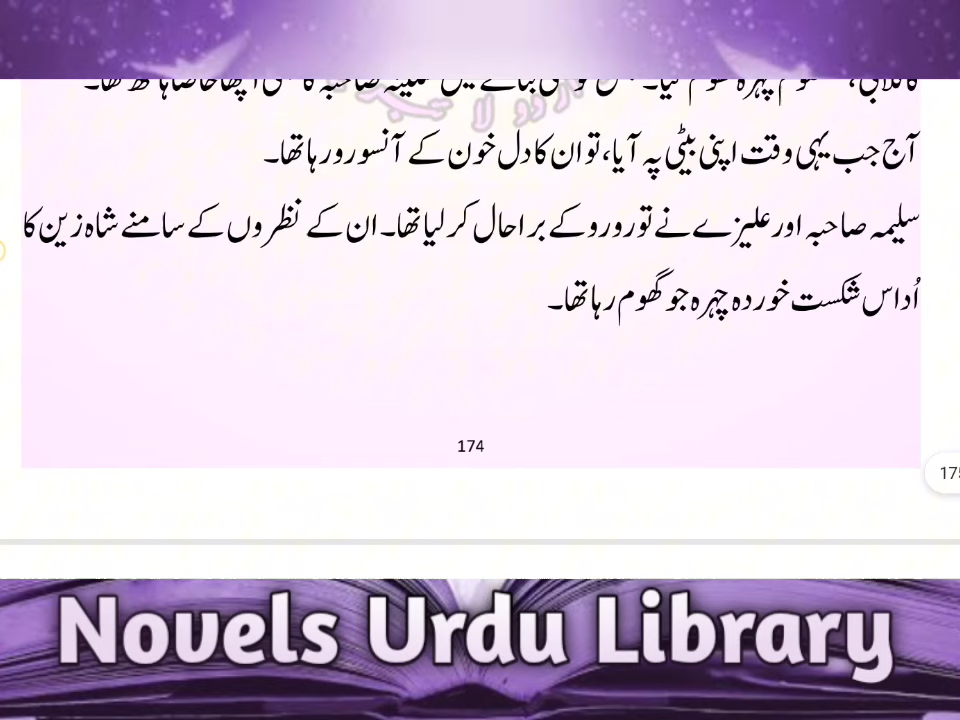 آج جب یہی وقت اپنی بیٹی پہ آیا، تو ان کا دل خون کے آنسو رو رہا تھا۔
سلیمہ صاحبہ اور علیزے نے تو رو رو کے برا حال کر لیا تھا۔ ان کے نظروں کے سامنے شاہ زین کا
اُداس شکست خوردہ چہرہ جو گھوم رہا تھا۔
174
175
Novels Urdu Library